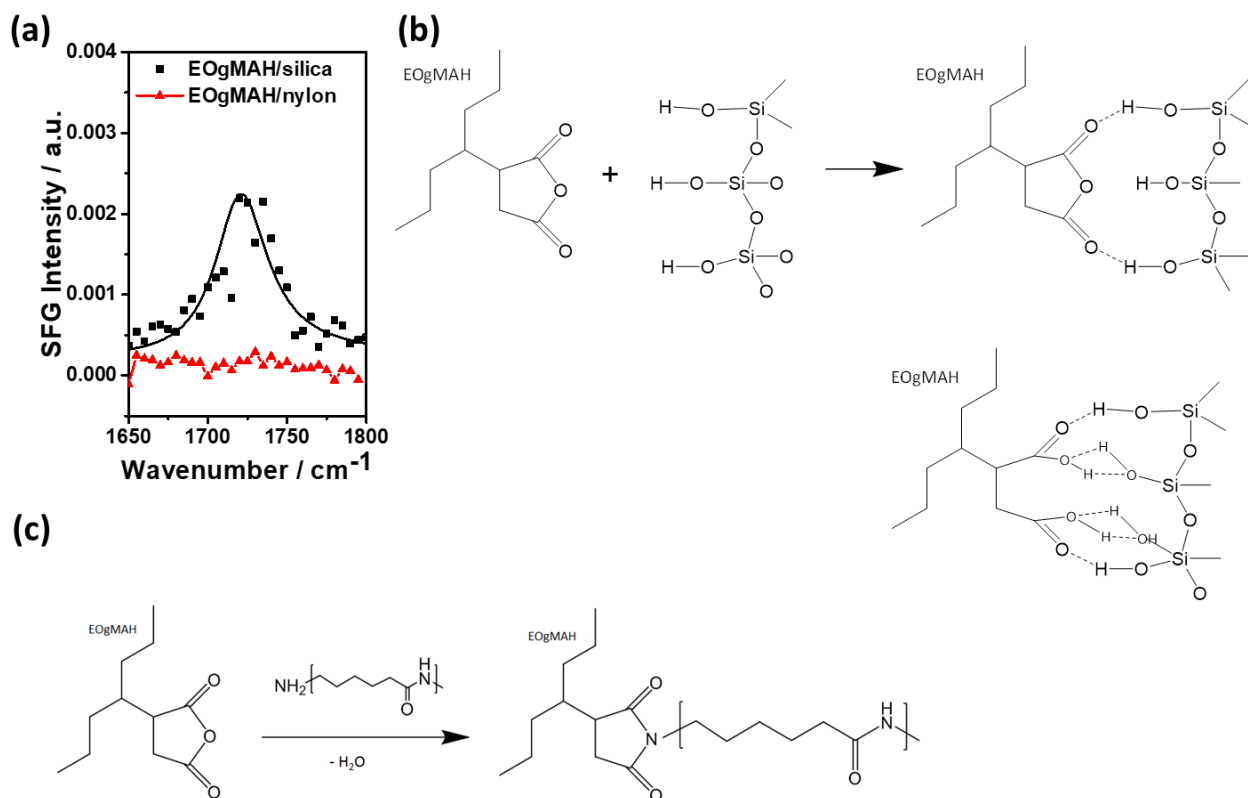 (a)
0.004
0.003
0.002
0.001
0.000
EOgMAH/silica
EOgMAH/nylon
SFG Intensity / a.u.
1650 1700 1750 1800
Wavenumber / cm-1
(b)
EOgMAH
O
O
O
+
H
O
Si
O
H
O
Si
O
O
H
O
Si
O
O
EOgMAH
O
O
O
H
O
Si
O
H
O
Si
O
H
O
Si
EOgMAH
O
H
O
Si
O
H
O
H
O
Si
O
H
O
H
OH
O
H
O
Si
O
(c)
EOgMAH
O
O
O
NH2
H
N
O
- H2O
EOgMAH
O
N
O
H
N
O